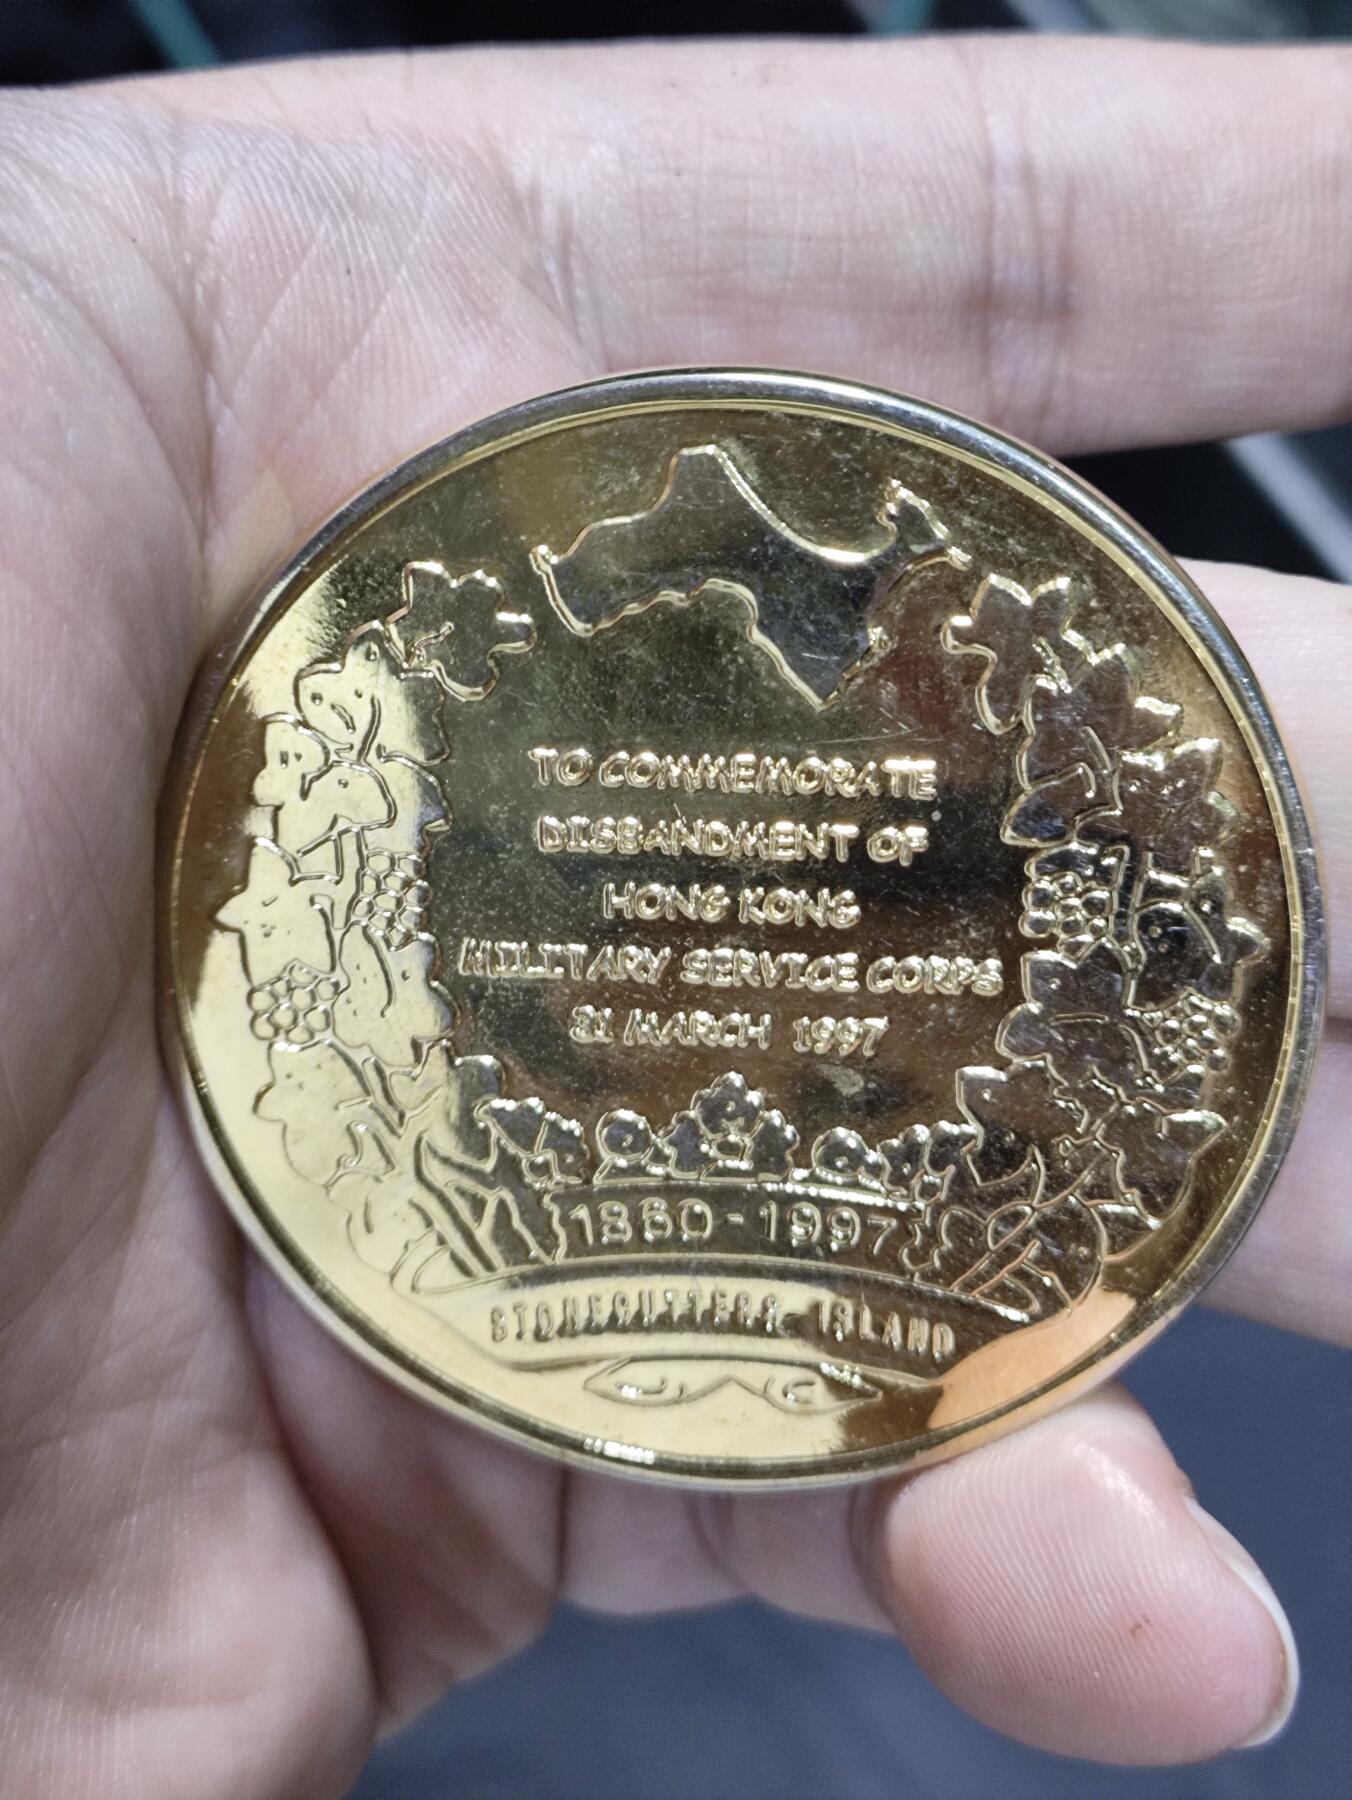 TO COMMEMORATE
DISBANDMENT OF
HONG KONG
MILITARY SERVICE CORPS
31 MARCH 1997
1860-1997
STONECUTTERS ISLAND